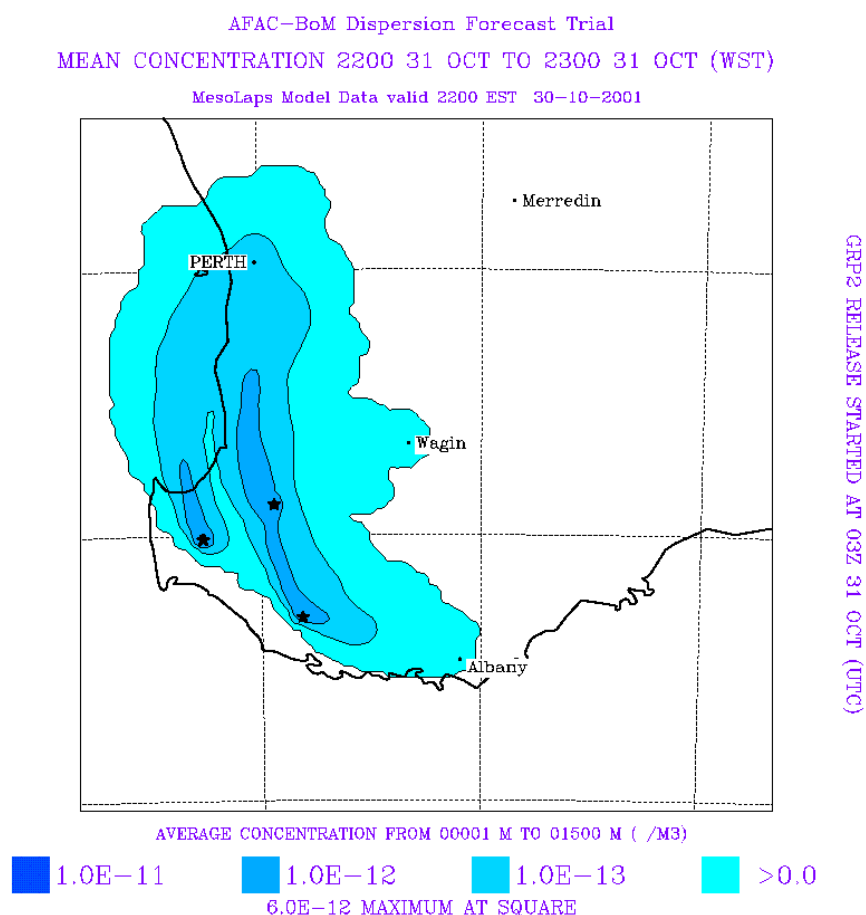 AFAC-BoM Dispersion Forecast Trial
MEAN CONCENTRATION 2200 31 OCT TO 2300 31 OCT (WST)
MesoLaps Model Data valid 2200 EST 30-10-2001
Merredin
PERTH
Wagin
Albany
GRP2 RELEASE STARTED AT 03Z 31 OCT (UTC)
AVERAGE CONCENTRATION FROM 00001 M TO 01500 M ( /M3)
1.0E-11 1.0E-12 1.0E-13 >0.0
6.0E-12 MAXIMUM AT SQUARE